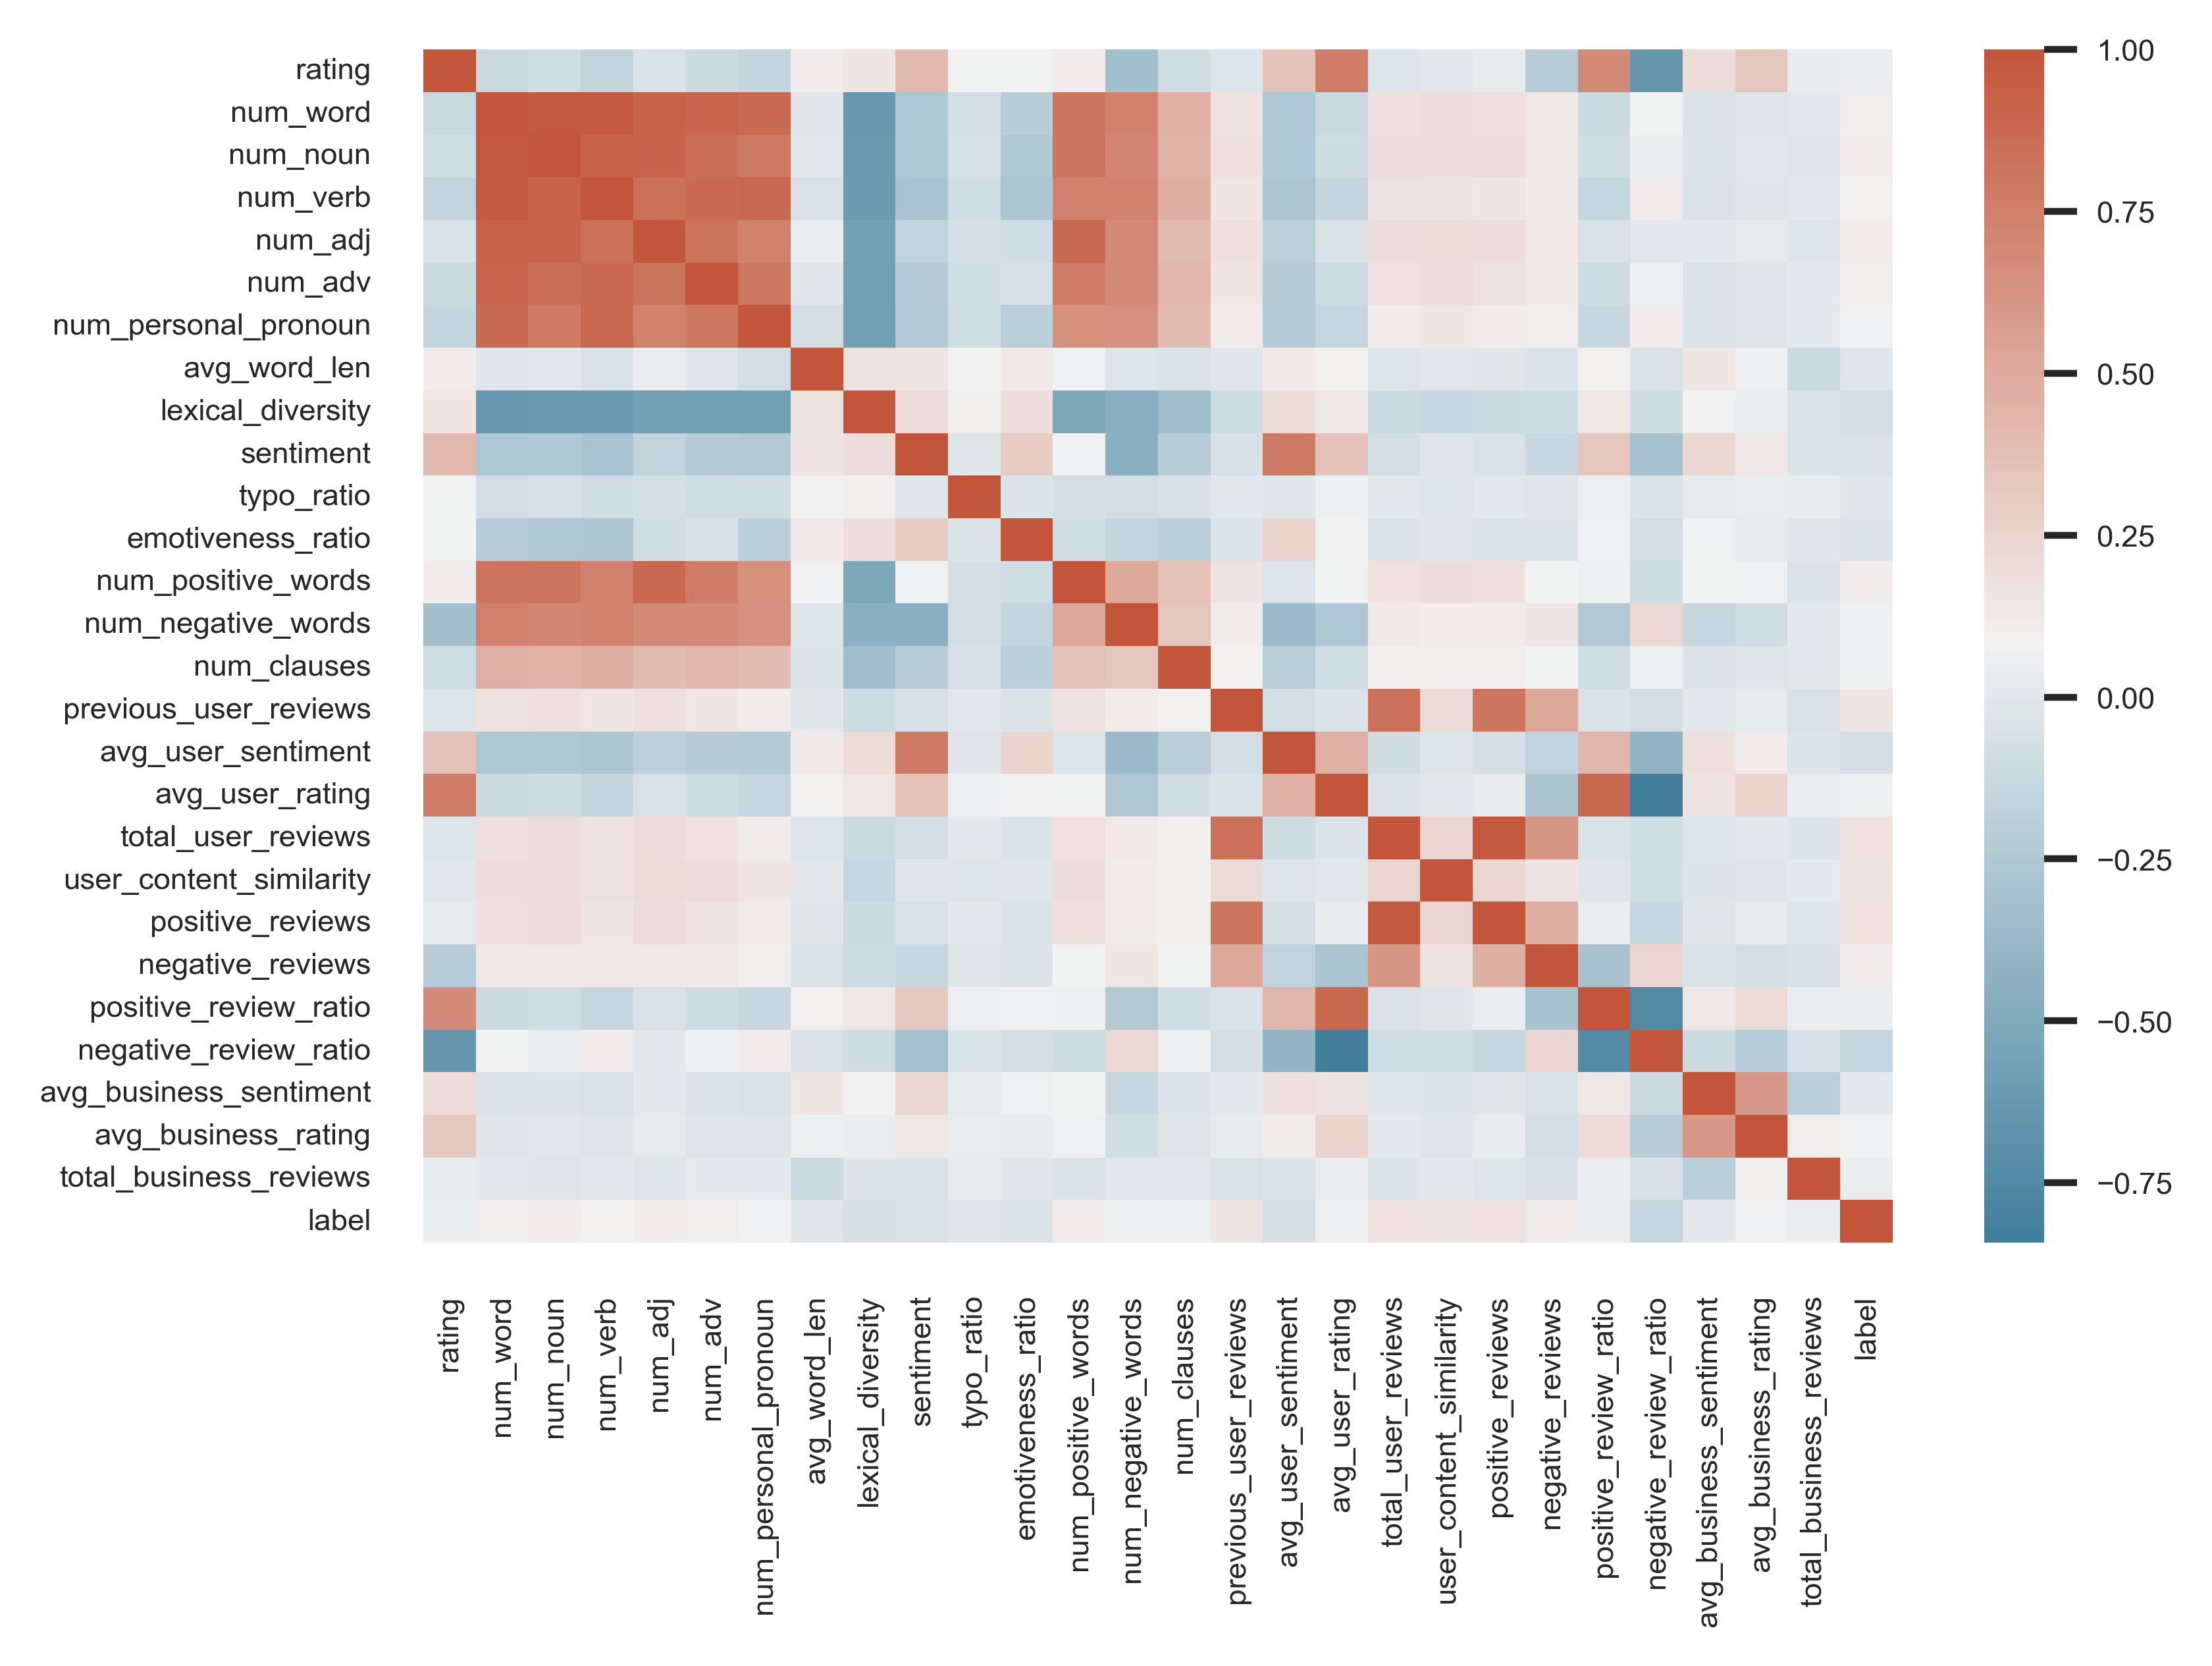 rating
num_word
num_noun
num_verb
num_adj
num_adv
num_personal_pronoun
avg_word_len
lexical_diversity
sentiment
typo_ratio
emotiveness_ratio
num_positive_words
num_negative_words
num_clauses
previous_user_reviews
avg_user_sentiment
avg_user_rating
total_user_reviews
user_content_similarity
positive_reviews
negative_reviews
positive_review_ratio
negative_review_ratio
avg_business_sentiment
avg_business_rating
total_business_reviews
label
rating
num_word
num_noun
num_verb
num_adj
num_adv
num_personal_pronoun
avg_word_len
lexical_diversity
sentiment
typo_ratio
emotiveness_ratio
num_positive_words
num_negative_words
num_clauses
previous_user_reviews
avg_user_sentiment
avg_user_rating
total_user_reviews
user_content_similarity
positive_reviews
negative_reviews
positive_review_ratio
negative_review_ratio
avg_business_sentiment
avg_business_rating
total_business_reviews
label
1.00
0.75
0.50
0.25
0.00
−0.25
−0.50
−0.75